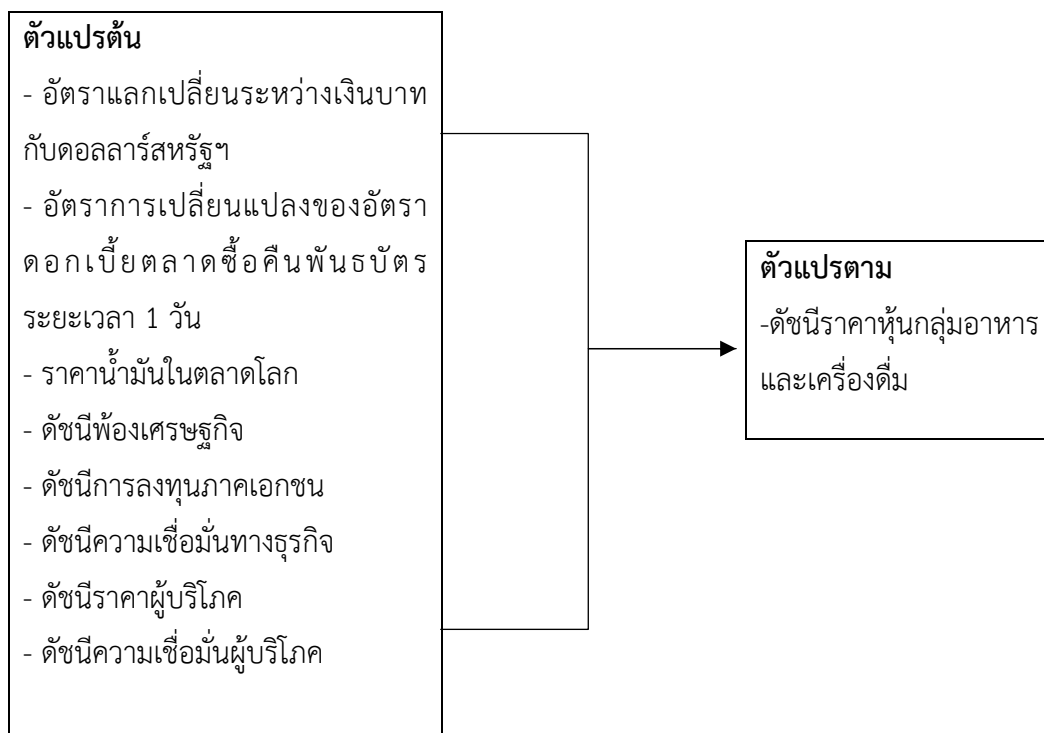 ตัวแปรต้น
- อัตราแลกเปลี่ยนระหว่างเงินบาท
กับดอลลาร์สหรัฐฯ
- อัตราการเปลี่ยนแปลงของอัตรา
ดอกเบี้ยตลาดซื้อคืนพันธบัตร
ระยะเวลา 1 วัน
- ราคาน้ำมันในตลาดโลก
- ดัชนีพ้องเศรษฐกิจ
- ดัชนีการลงทุนภาคเอกชน
- ดัชนีความเชื่อมั่นทางธุรกิจ
- ดัชนีราคาผู้บริโภค
- ดัชนีความเชื่อมั่นผู้บริโภค
ตัวแปรตาม
-ดัชนีราคาหุ้นกลุ่มอาหาร
และเครื่องดื่ม